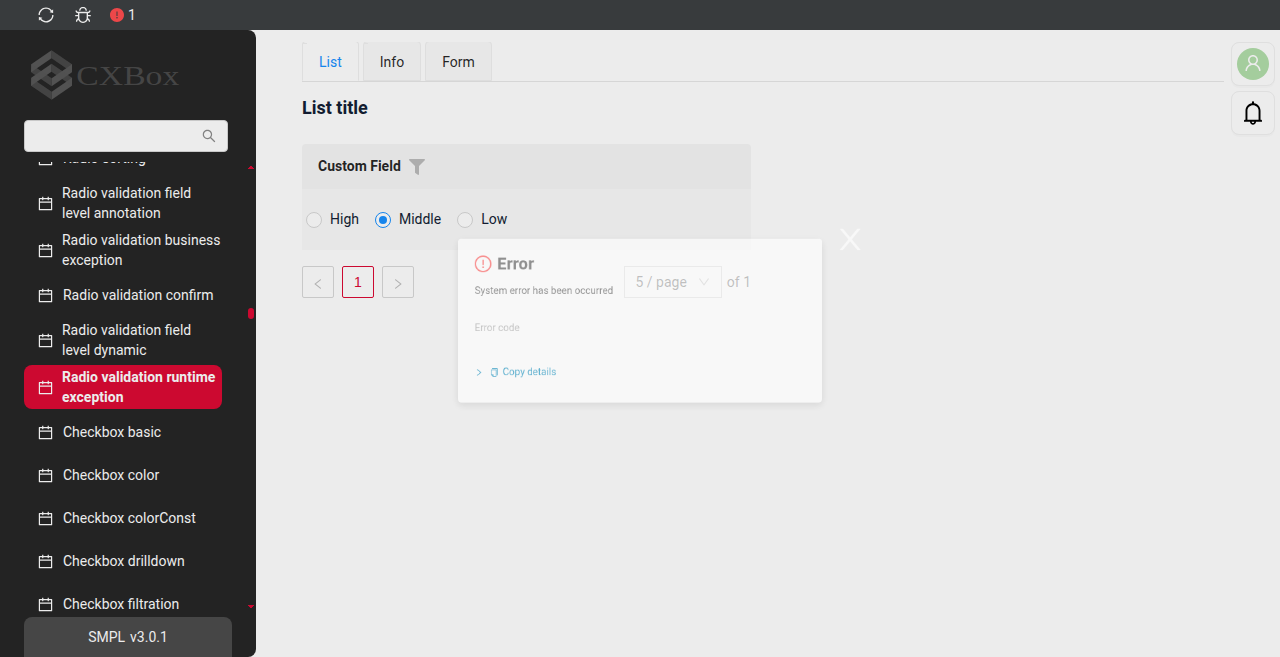 1
CXBox
Radio sorting
Radio validation field
level annotation
Radio validation business
exception
Radio validation confirm
Radio validation field
level dynamic
Radio validation runtime
exception
Checkbox basic
Checkbox color
Checkbox colorConst
Checkbox drilldown
Checkbox filtration
SMPL v3.0.1
List
Info
Form
List title
Custom Field
High
Middle
Low
1
5 / page
of 1
Error
System error has been occurred
Error code
Copy details